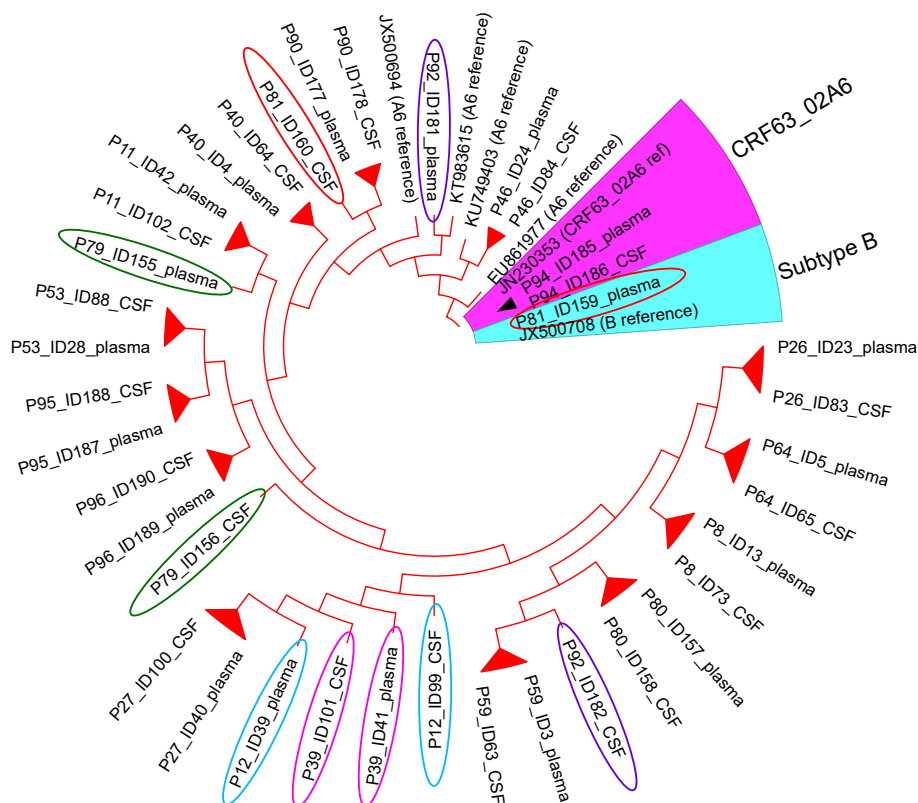 CRF63_02A6
Subtype B
JX500694 (A6 reference)
P92_ID181_plasma
KT983615 (A6 reference)
KU749403 (A6 reference)
P46_ID24_plasma
P46_ID84_CSF
EU861977 (A6 reference)
JN230353 (CRF63_02A6 ref)
P94_ID185_plasma
P94_ID186_CSF
P81_ID159_plasma
JX500708 (B reference)
P26_ID23_plasma
P26_ID83_CSF
P64_ID5_plasma
P64_ID65_CSF
P8_ID13_plasma
P8_ID73_CSF
P80_ID157_plasma
P80_ID158_CSF
P92_ID182_CSF
P59_ID3_plasma
P59_ID63_CSF
P12_ID99_CSF
P39_ID41_plasma
P39_ID101_CSF
P12_ID39_plasma
P27_ID40_plasma
P27_ID100_CSF
P79_ID156_CSF
P96_ID189_plasma
P96_ID190_CSF
P95_ID187_plasma
P95_ID188_CSF
P53_ID28_plasma
P53_ID88_CSF
P79_ID155_plasma
P11_ID102_CSF
P11_ID42_plasma
P40_ID4_plasma
P40_ID64_CSF
P81_ID160_CSF
P90_ID177_plasma
P90_ID178_CSF